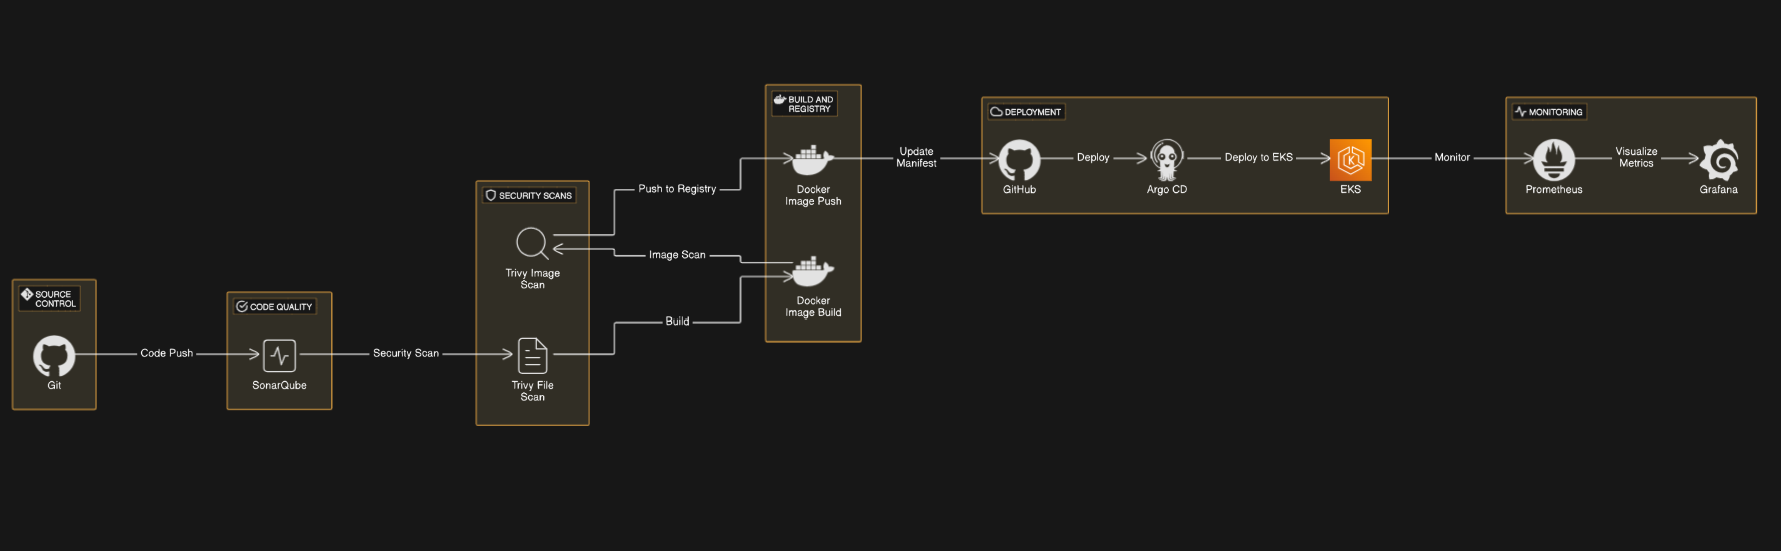 SOURCE
CONTROL
Git
Code Push
CODE QUALITY
SonarQube
Security Scan
SECURITY SCANS
Trivy Image
Scan
Trivy File
Scan
Push to Registry
Image Scan
Build
BUILD AND
REGISTRY
Docker
Image Push
Docker
Image Build
Update
Manifest
DEPLOYMENT
GitHub
Deploy
Argo CD
Deploy to EKS
K
EKS
Monitor
MONITORING
Prometheus
Visualize
Metrics
Grafana